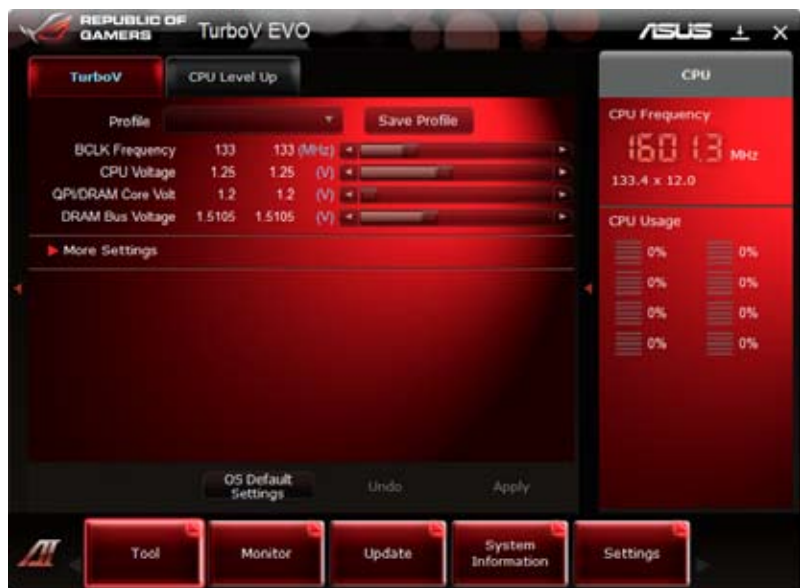 REPUBLIC OF
GAMERS
TurboV EVO
ASUS
TurboV
CPU Level Up
Profile
Save Profile
BCLK Frequency 133 133 (MHz)
CPU Voltage 1.25 1.25 (V)
QPI/DRAM Core Volt 1.2 1.2 (V)
DRAM Bus Voltage 1.5105 1.5105 (V)
More Settings
OS Default
Settings
Undo
Apply
CPU
CPU Frequency
1601.3 MHz
133.4 x 12.0
CPU Usage
0% 0%
0% 0%
0% 0%
0% 0%
AI
Tool
Monitor
Update
System
Information
Settings